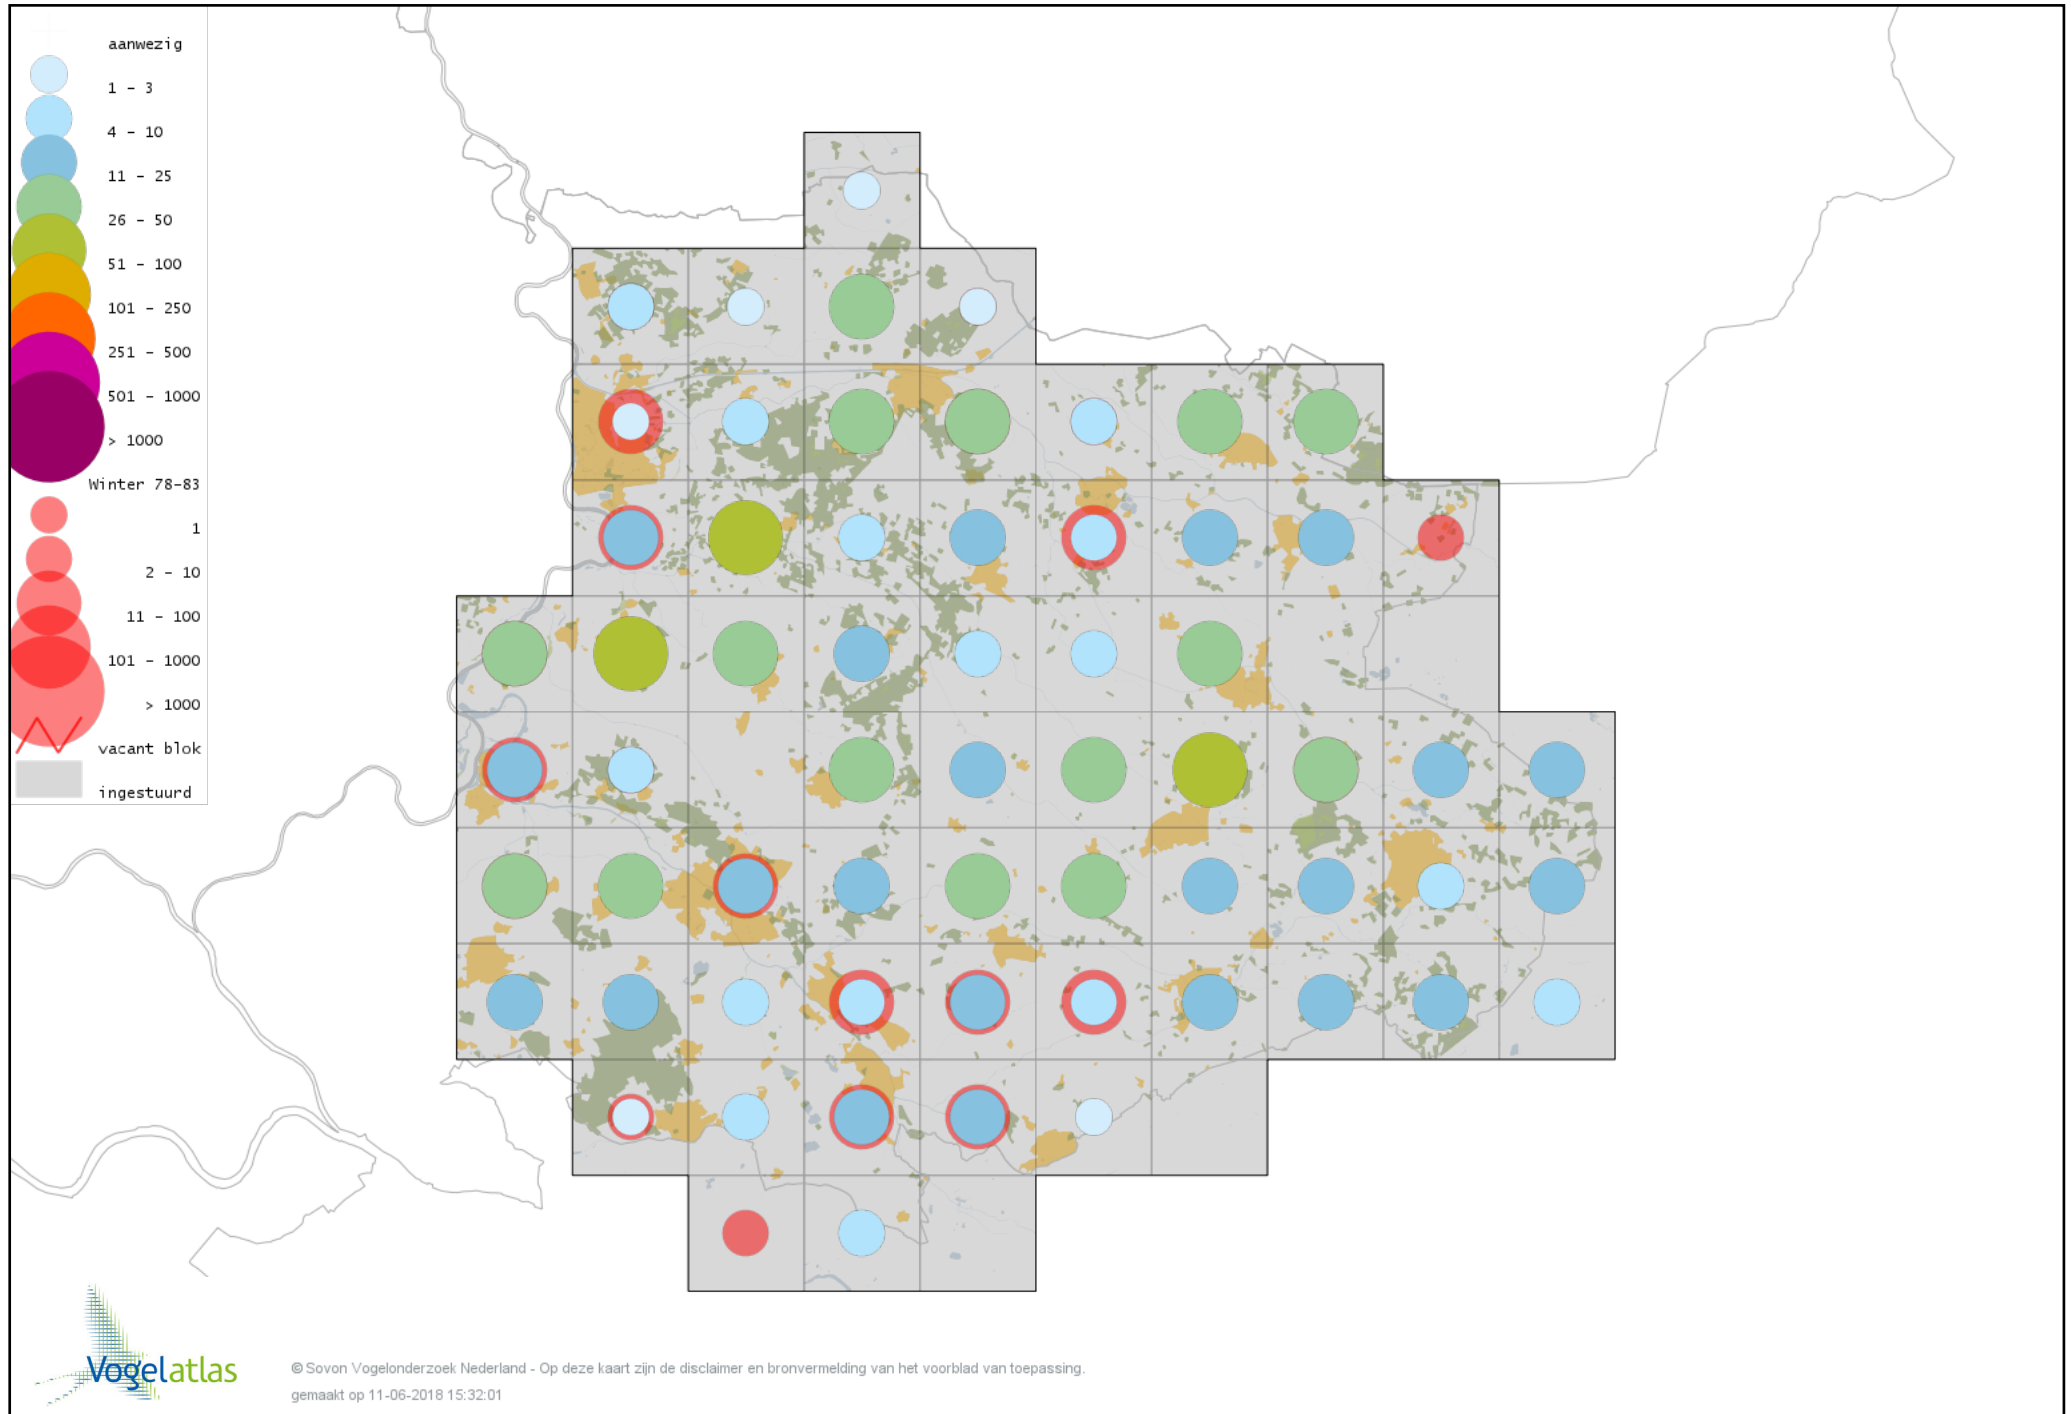 aanwezig
1 – 3
4 – 10
11 – 25
26 – 50
51 – 100
101 – 250
251 – 500
501 – 1000
> 1000
Winter 78-83
1
2 – 10
11 – 100
101 – 1000
> 1000
vacant blok
ingestuurd
Vogelatlas
© Sovon Vogelonderzoek Nederland - Op deze kaart zijn de disclaimer en bronvermelding van het voorblad van toepassing.
gemaakt op 11-06-2018 15:32:01